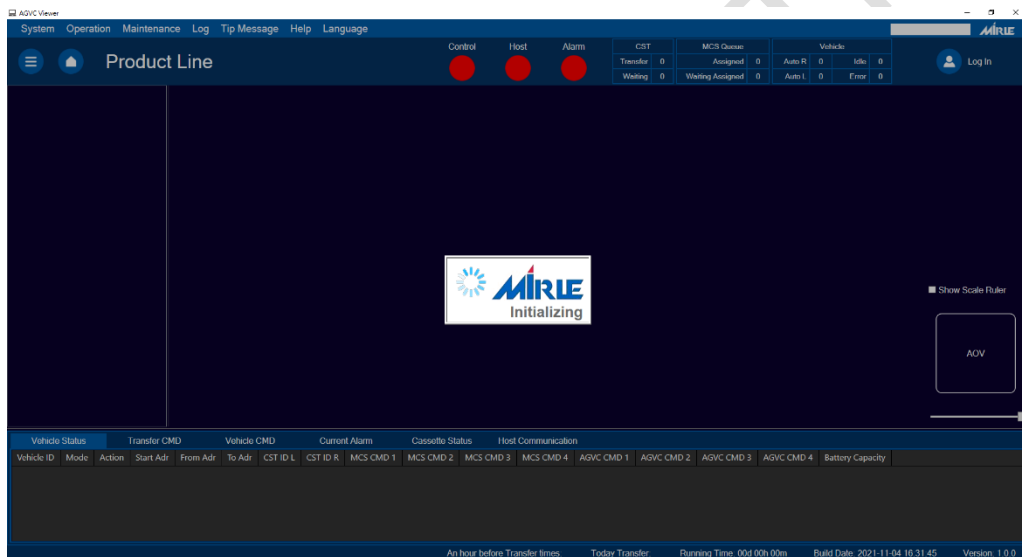 AGVC Viewer
System Operation Maintenance Log Tip Message Help Language
MIRLE
Product Line
Control Host Alarm
CST MCS Queue Vehicle
Transfer 0 Assigned 0 Auto R 0 Idle 0
Waiting 0 Waiting Assigned 0 Auto L 0 Error 0
Log In
MIRLE
Initializing
Show Scale Ruler
AOV
Vehicle Status Transfer CMD Vehicle CMD Current Alarm Cassette Status Host Communication
Vehicle ID Mode Action Start Adr From Adr To Adr CST ID L CST ID R MCS CMD 1 MCS CMD 2 MCS CMD 3 MCS CMD 4 AGVC CMD 1 AGVC CMD 2 AGVC CMD 3 AGVC CMD 4 Battery Capacity
An hour before Transfer times: Today Transfer: Running Time: 00d 00h 00m Build Date: 2021-11-04 16:31:45 Version: 1.0.0